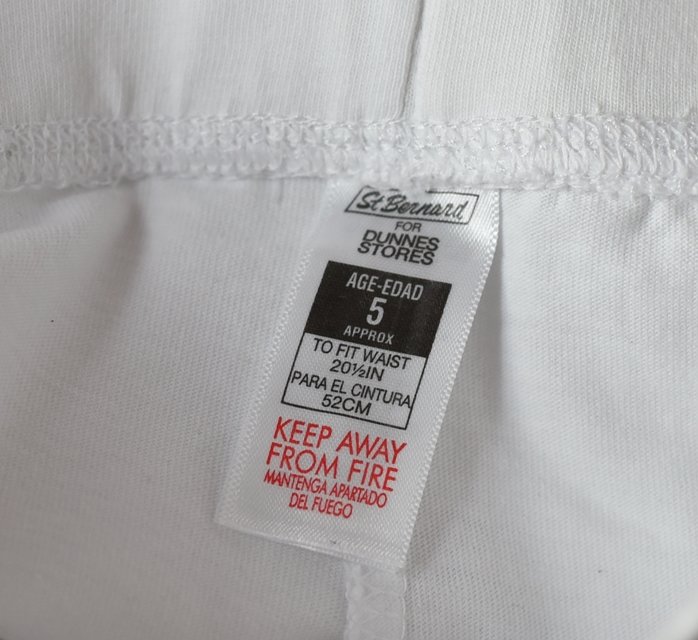 St Bernard
FOR
DUNNES
STORES
AGE-EDAD
5
APPROX
TO FIT WAIST
20½IN
PARA EL CINTURA
52CM
KEEP AWAY
FROM FIRE
MANTENGA APARTADO
DEL FUEGO